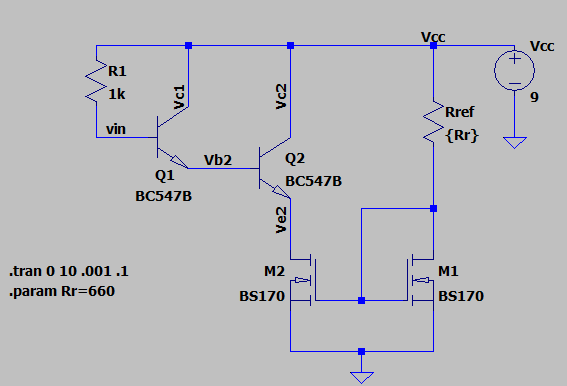 Vcc
R1
1k
Vc1
Vc2
Vcc
9
Rref
{Rr}
vin
Vb2
Q1
BC547B
Q2
BC547B
Ve2
M2
BS170
M1
BS170
.tran 0 10 .001 .1
.param Rr=660